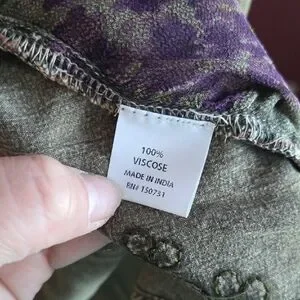 100%
VISCOSE
MADE IN INDIA
RN# 150731